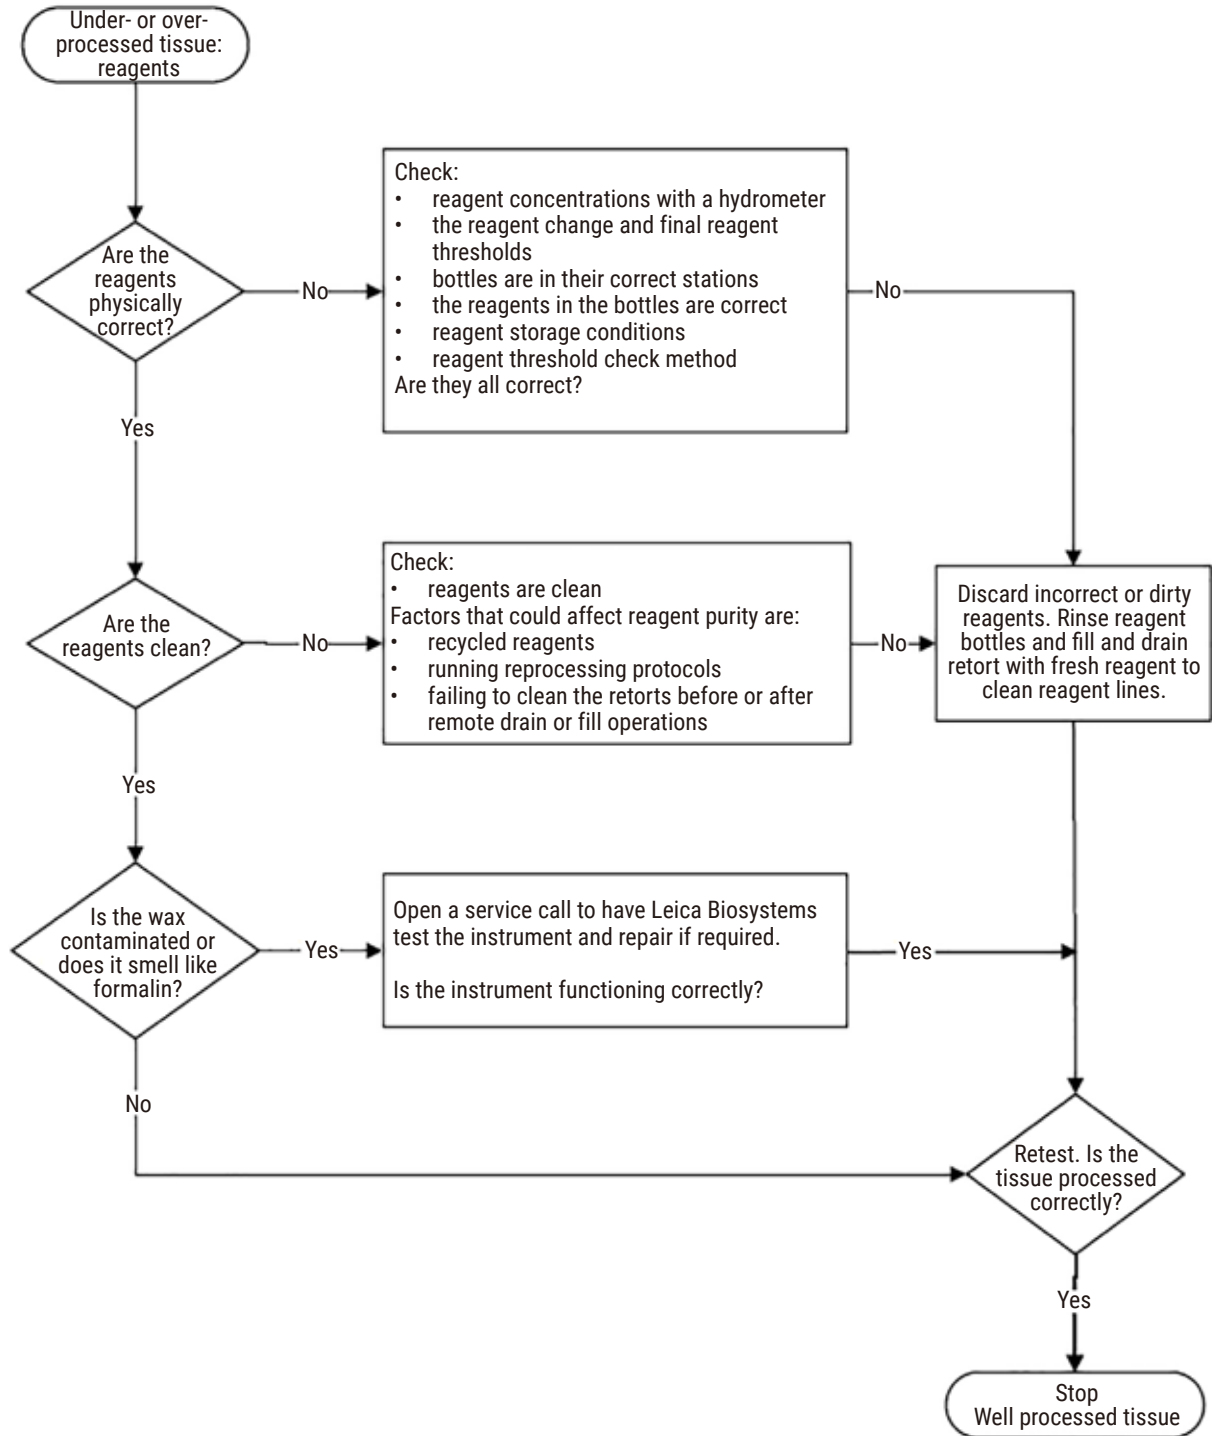 Under- or over-
processed tissue:
reagents
Check:
• reagent concentrations with a hydrometer
• the reagent change and final reagent
thresholds
• bottles are in their correct stations
• the reagents in the bottles are correct
• reagent storage conditions
• reagent threshold check method
Are they all correct?
Are the
reagents
physically
correct?
No
No
Yes
Check:
• reagents are clean
Factors that could affect reagent purity are:
• recycled reagents
• running reprocessing protocols
• failing to clean the retorts before or after
remote drain or fill operations
Are the
reagents clean?
No
No
Discard incorrect or dirty
reagents. Rinse reagent
bottles and fill and drain
retort with fresh reagent to
clean reagent lines.
Yes
Is the wax
contaminated or
does it smell like
formalin?
Yes
Open a service call to have Leica Biosystems
test the instrument and repair if required.
Is the instrument functioning correctly?
Yes
No
Retest. Is the
tissue processed
correctly?
Yes
Stop
Well processed tissue